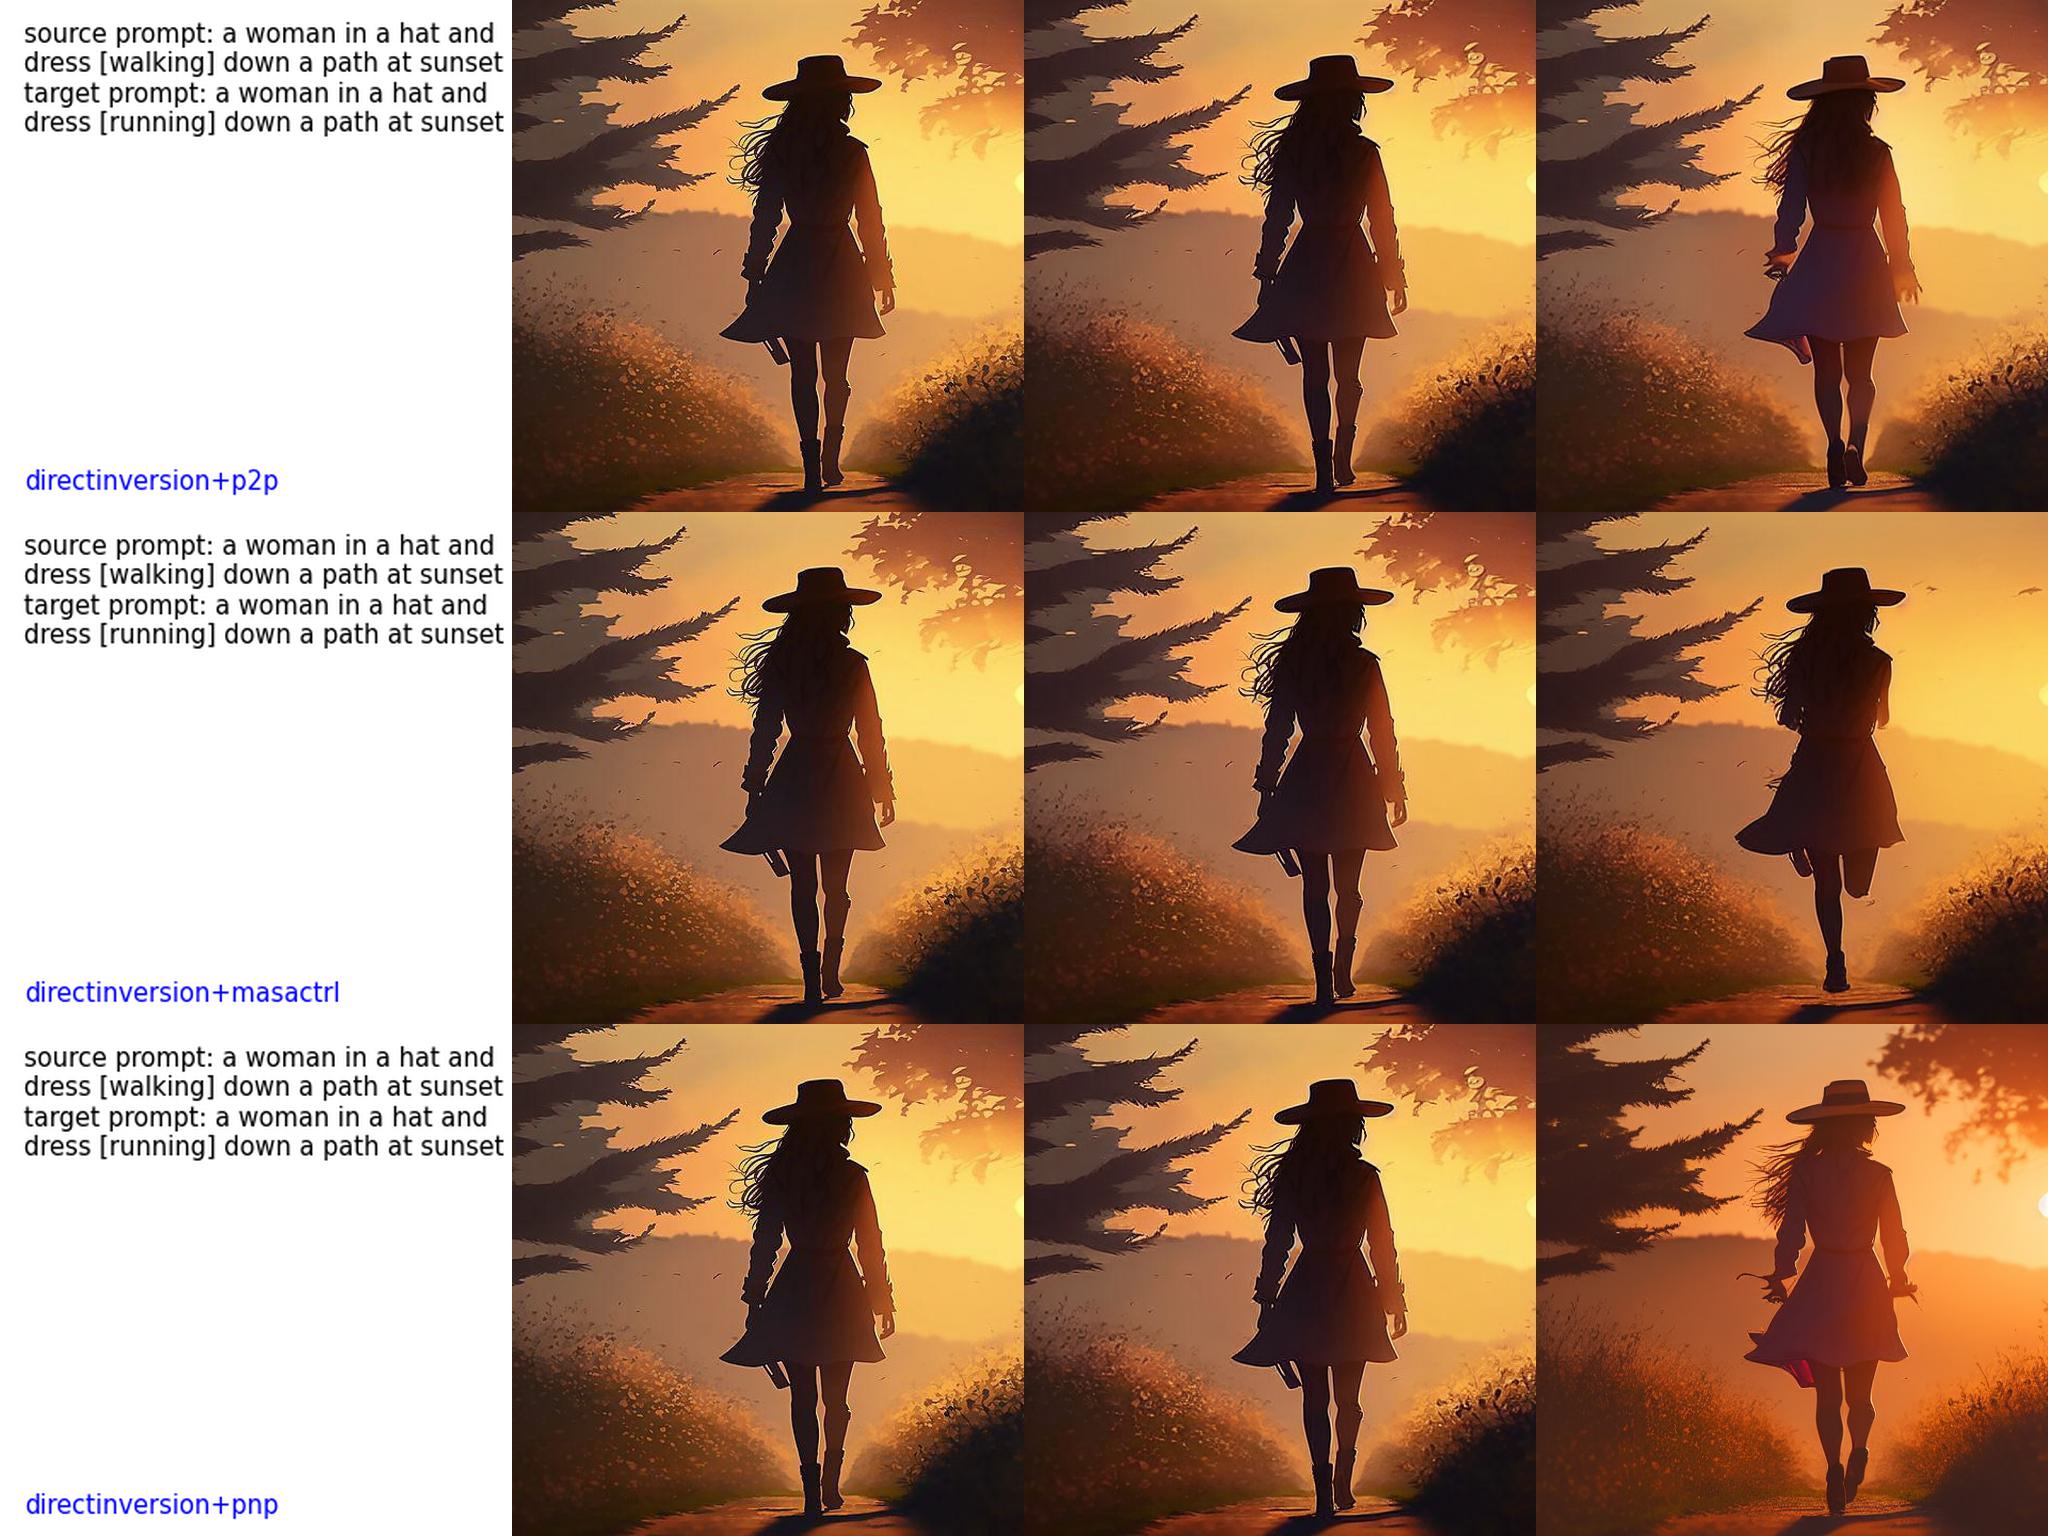 source prompt: a woman in a hat and
dress [walking] down a path at sunset
target prompt: a woman in a hat and
dress [running] down a path at sunset
directinversion+p2p
source prompt: a woman in a hat and
dress [walking] down a path at sunset
target prompt: a woman in a hat and
dress [running] down a path at sunset
directinversion+masactrl
source prompt: a woman in a hat and
dress [walking] down a path at sunset
target prompt: a woman in a hat and
dress [running] down a path at sunset
directinversion+pnp